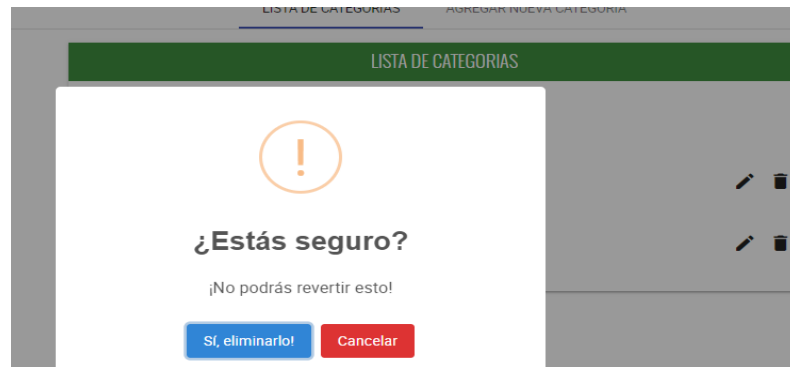 LISTA DE CATEGORIAS AGREGAR NUEVA CATEGORIA
LISTA DE CATEGORIAS
¿Estás seguro?
¡No podrás revertir esto!
Sí, eliminarlo! Cancelar